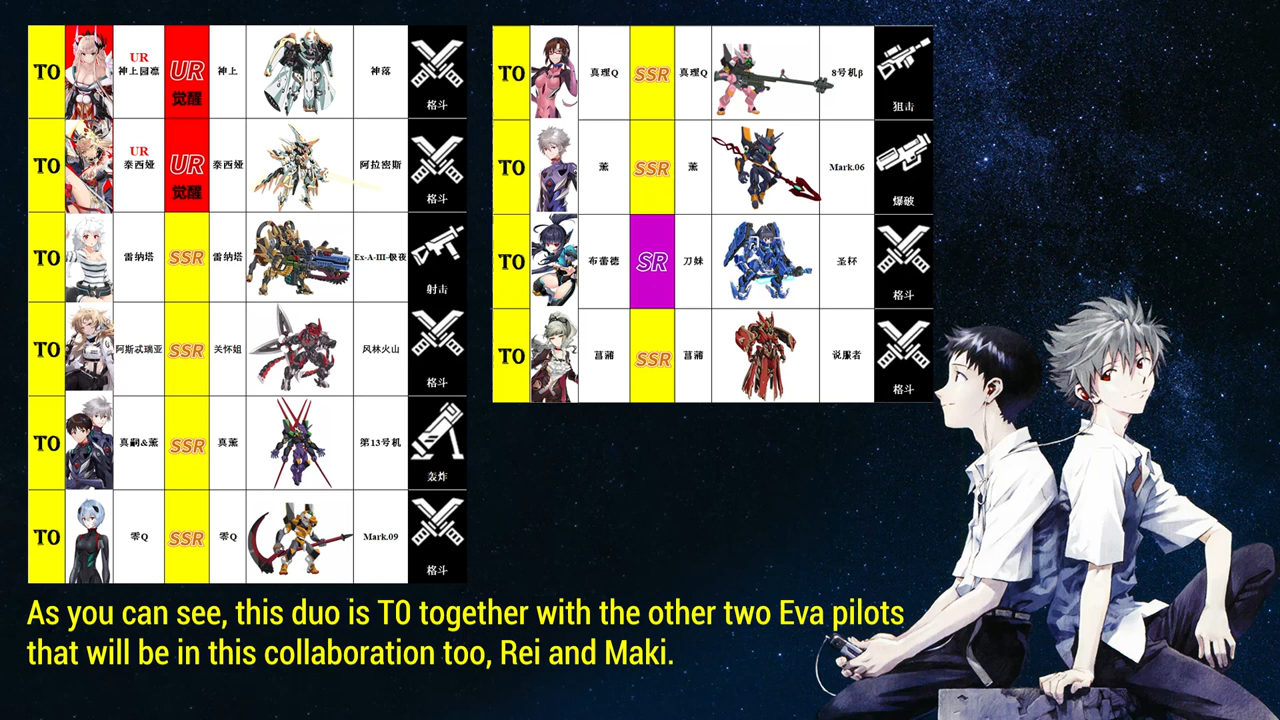 T0 UR 神上园凛 UR 觉醒 神上 神落 格斗
T0 UR 泰西娅 UR 觉醒 泰西娅 阿拉密斯 格斗
T0 雷纳塔 SSR 雷纳塔 Ex-A-III-极夜 射击
T0 阿斯忒瑞亚 SSR 关怀姐 风林火山 格斗
T0 真嗣&薰 SSR 真薰 第13号机 轰炸
T0 零Q SSR 零Q Mark.09 格斗
T0 真理Q SSR 真理Q 8号机β 狙击
T0 薰 SSR 薰 Mark.06 爆破
T0 布蕾德 SR 刀妹 圣杯 格斗
T0 菖蒲 SSR 菖蒲 说服者 格斗
As you can see, this duo is T0 together with the other two Eva pilots
that will be in this collaboration too, Rei and Maki.